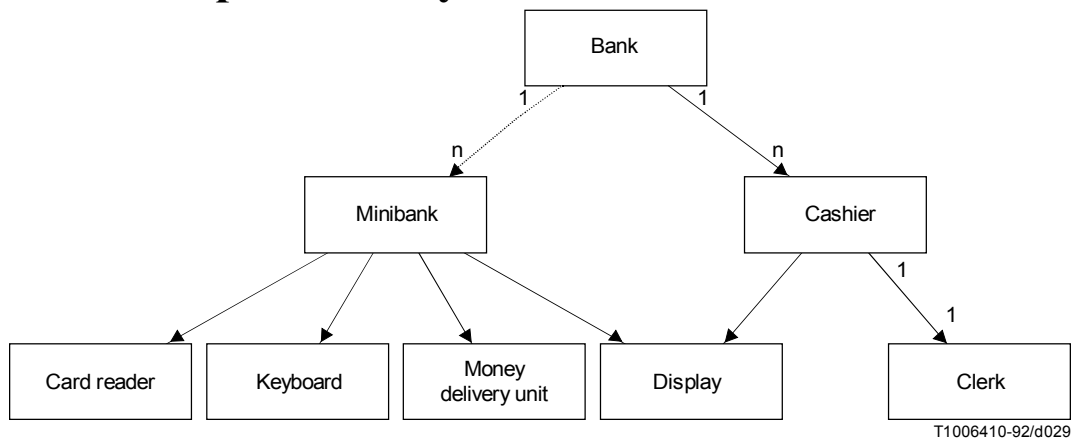 Bank
1
1
n
n
Minibank
Cashier
1
1
Card reader
Keyboard
Money
delivery unit
Display
Clerk
T1006410-92/d029